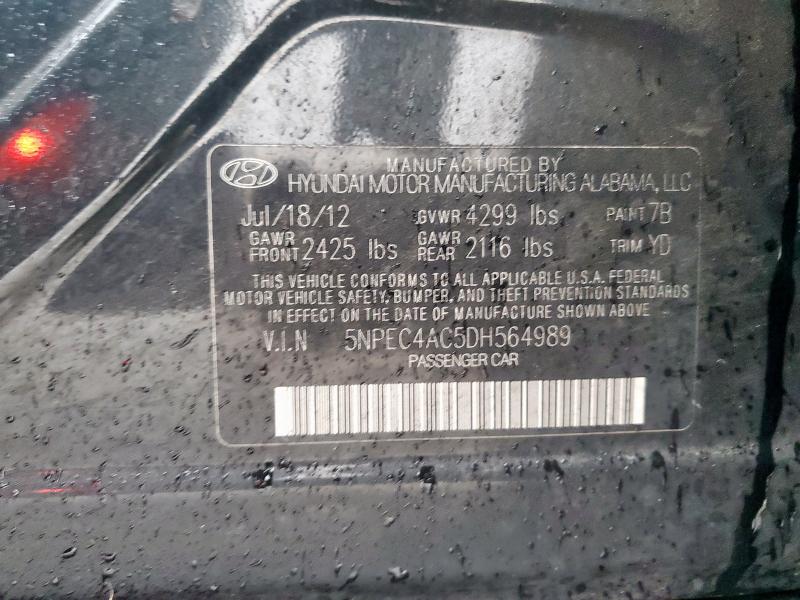 MANUFACTURED BY
HYUNDAI MOTOR MANUFACTURING ALABAMA, LLC
Jul/18/12 GVWR 4299 lbs PAINT 7B
GAWR FRONT 2425 lbs GAWR REAR 2116 lbs TRIM YD
THIS VEHICLE CONFORMS TO ALL APPLICABLE U.S.A. FEDERAL
MOTOR VEHICLE SAFETY, BUMPER, AND THEFT PREVENTION STANDARDS
IN EFFECT ON THE DATE OF MANUFACTURE SHOWN ABOVE
V.I.N 5NPEC4AC5DH564989
PASSENGER CAR